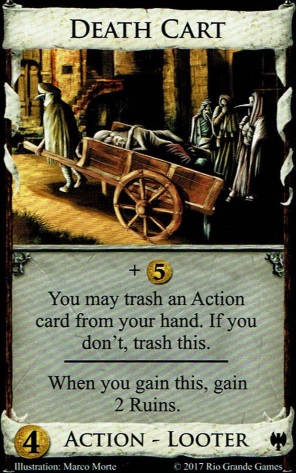 DEATH CART
+ 5
You may trash an Action
card from your hand. If you
don't, trash this.
When you gain this, gain
2 Ruins.
4 ACTION - LOOTER
Illustration: Marco Morte © 2017 Rio Grande Games